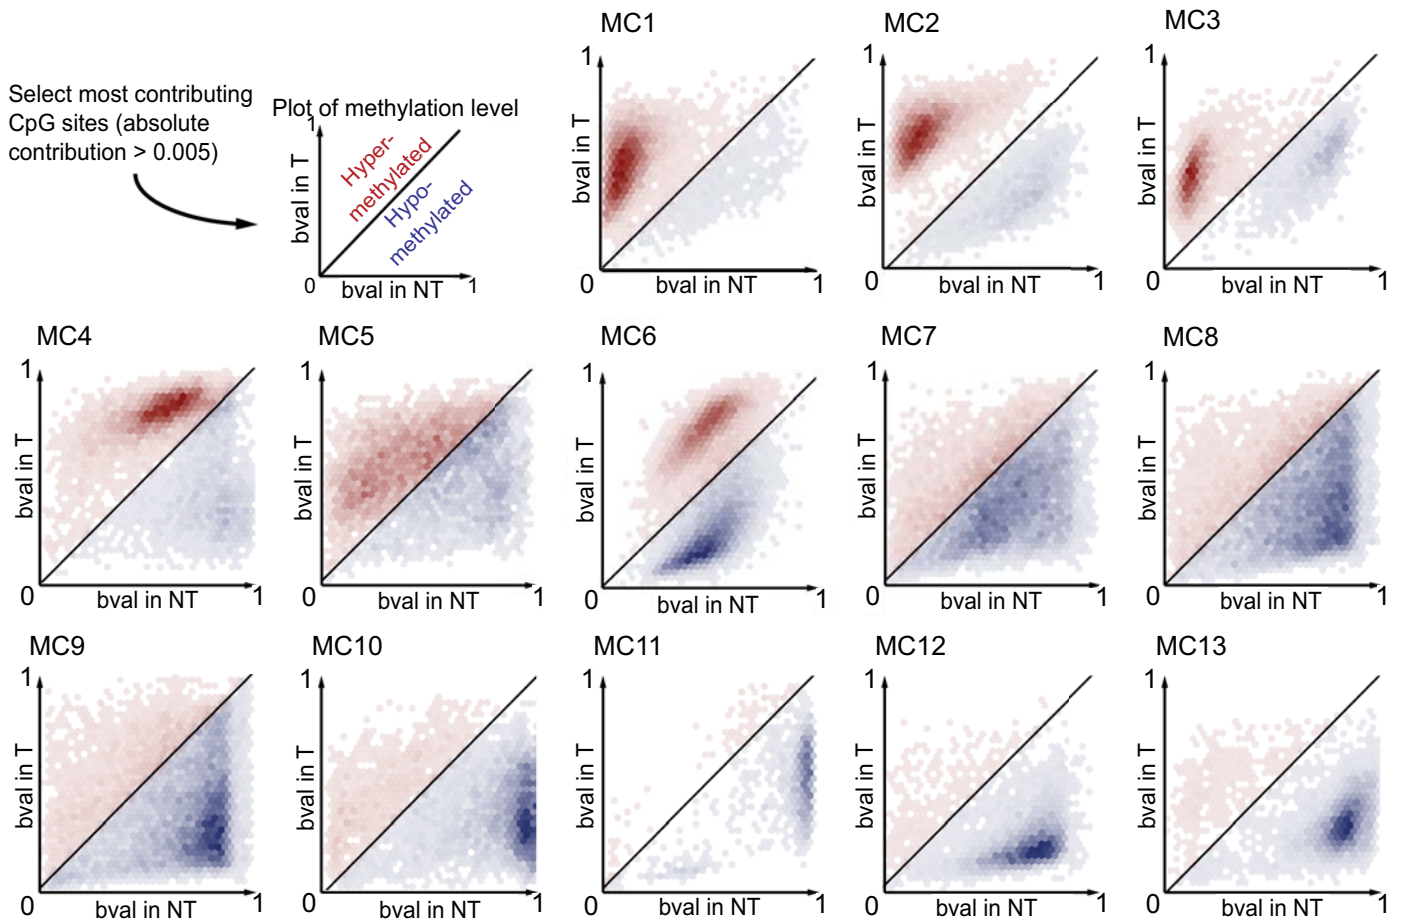 MC1
MC2
MC3
Select most contributing
CpG sites (absolute
contribution > 0.005)
Plot of methylation level
1
bval in T
Hyper-
methylated
Hypo-
methylated
0
bval in NT
1
1
bval in T
0
bval in NT
1
1
bval in T
0
bval in NT
1
1
bval in T
0
bval in NT
1
MC4
MC5
MC6
MC7
MC8
1
bval in T
0
bval in NT
1
1
bval in T
0
bval in NT
1
1
bval in T
0
bval in NT
1
1
bval in T
0
bval in NT
1
1
bval in T
0
bval in NT
1
MC9
MC10
MC11
MC12
MC13
1
bval in T
0
bval in NT
1
1
bval in T
0
bval in NT
1
1
bval in T
0
bval in NT
1
1
bval in T
0
bval in NT
1
1
bval in T
0
bval in NT
1